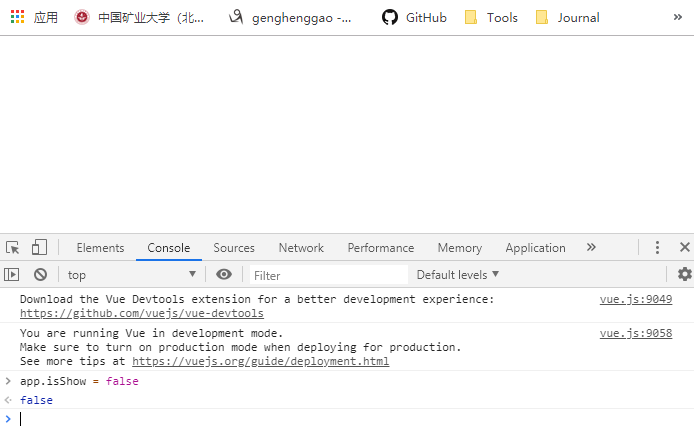 应用 中国矿业大学（北... genghenggao -... GitHub Tools Journal »
Elements Console Sources Network Performance Memory Application »
top Filter Default levels
Download the Vue Devtools extension for a better development experience: vue.js:9049
https://github.com/vuejs/vue-devtools
You are running Vue in development mode. vue.js:9058
Make sure to turn on production mode when deploying for production.
See more tips at https://vuejs.org/guide/deployment.html
> app.isShow = false
false
>